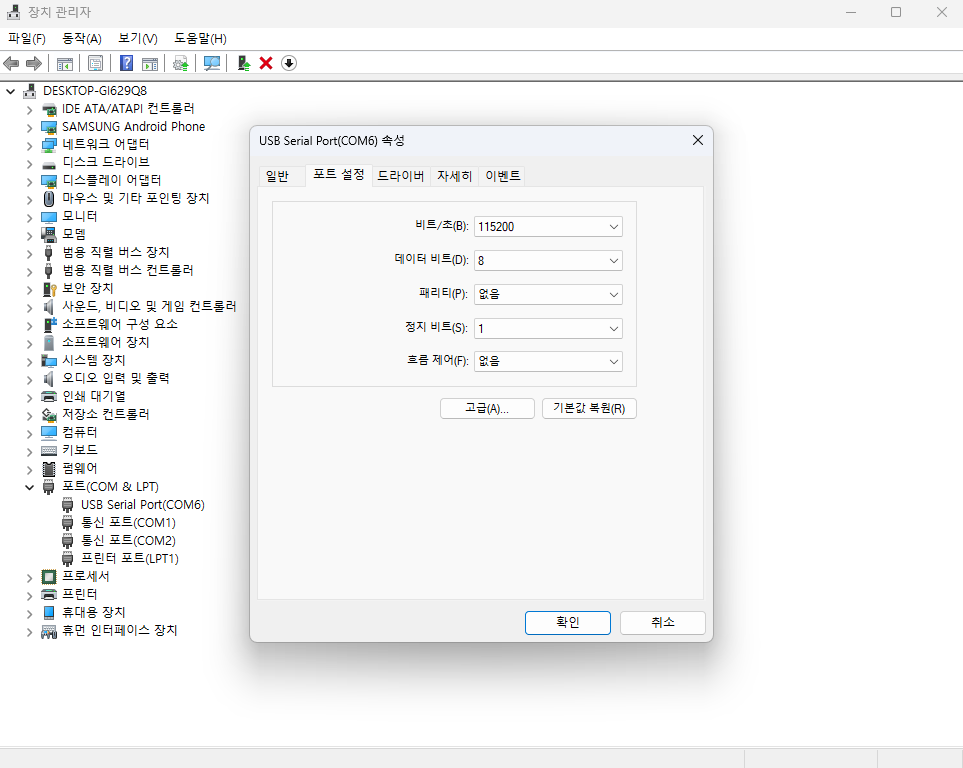 장치 관리자
파일(F) 동작(A) 보기(V) 도움말(H)
DESKTOP-GI629Q8
IDE ATA/ATAPI 컨트롤러
SAMSUNG Android Phone
네트워크 어댑터
디스크 드라이브
디스플레이 어댑터
마우스 및 기타 포인팅 장치
모니터
모뎀
범용 직렬 버스 장치
범용 직렬 버스 컨트롤러
보안 장치
사운드, 비디오 및 게임 컨트롤러
소프트웨어 구성 요소
소프트웨어 장치
시스템 장치
오디오 입력 및 출력
인쇄 대기열
저장소 컨트롤러
컴퓨터
키보드
펌웨어
포트(COM & LPT)
USB Serial Port(COM6)
통신 포트(COM1)
통신 포트(COM2)
프린터 포트(LPT1)
프로세서
프린터
휴대용 장치
휴먼 인터페이스 장치
USB Serial Port(COM6) 속성
일반 포트 설정 드라이버 자세히 이벤트
비트/초(B): 115200
데이터 비트(D): 8
패리티(P): 없음
정지 비트(S): 1
흐름 제어(F): 없음
고급(A)... 기본값 복원(R)
확인 취소